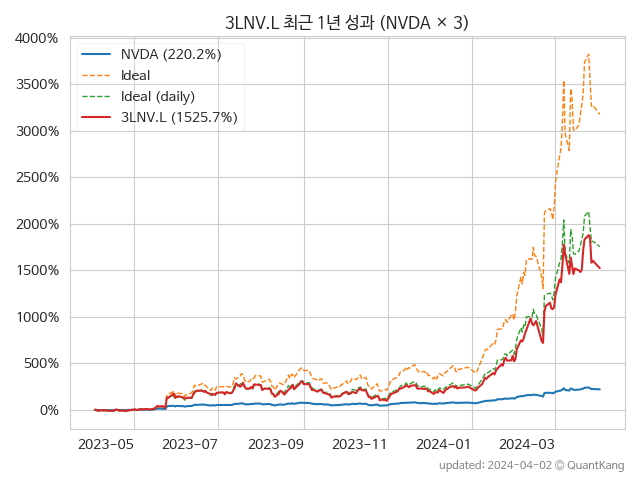 3LNV.L 최근 1년 성과 (NVDA × 3)
4000%
3500%
3000%
2500%
2000%
1500%
1000%
500%
0%
NVDA (220.2%)
Ideal
Ideal (daily)
3LNV.L (1525.7%)
2023-05 2023-07 2023-09 2023-11 2024-01 2024-03
updated: 2024-04-02 © QuantKang